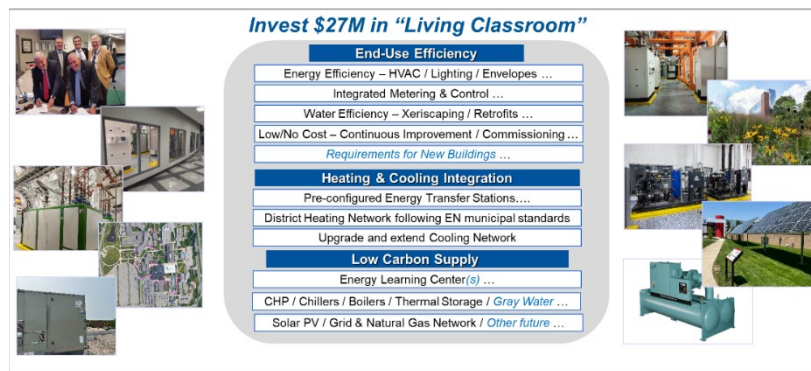 Invest $27M in “Living Classroom”
End-Use Efficiency
Energy Efficiency – HVAC / Lighting / Envelopes …
Integrated Metering & Control …
Water Efficiency – Xeriscaping / Retrofits
Low/No Cost – Continuous Improvement / Commissioning …
Requirements for New Buildings …
Heating & Cooling Integration
Pre-configured Energy Transfer Stations….
District Heating Network following EN municipal standards
Upgrade and extend Cooling Network
Low Carbon Supply
Energy Learning Center(s) …
CHP / Chillers / Boilers / Thermal Storage / Gray Water …
Solar PV / Grid & Natural Gas Network / Other future …